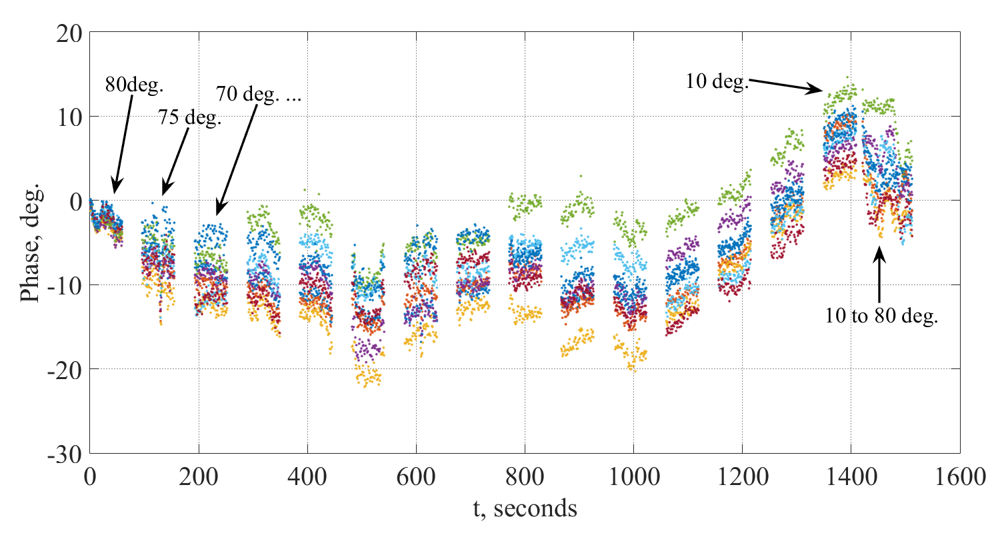 20
10
0
-10
-20
-30
Phase, deg.
80deg.
75 deg.
70 deg. ...
10 deg.
10 to 80 deg.
0 200 400 600 800 1000 1200 1400 1600
t, seconds